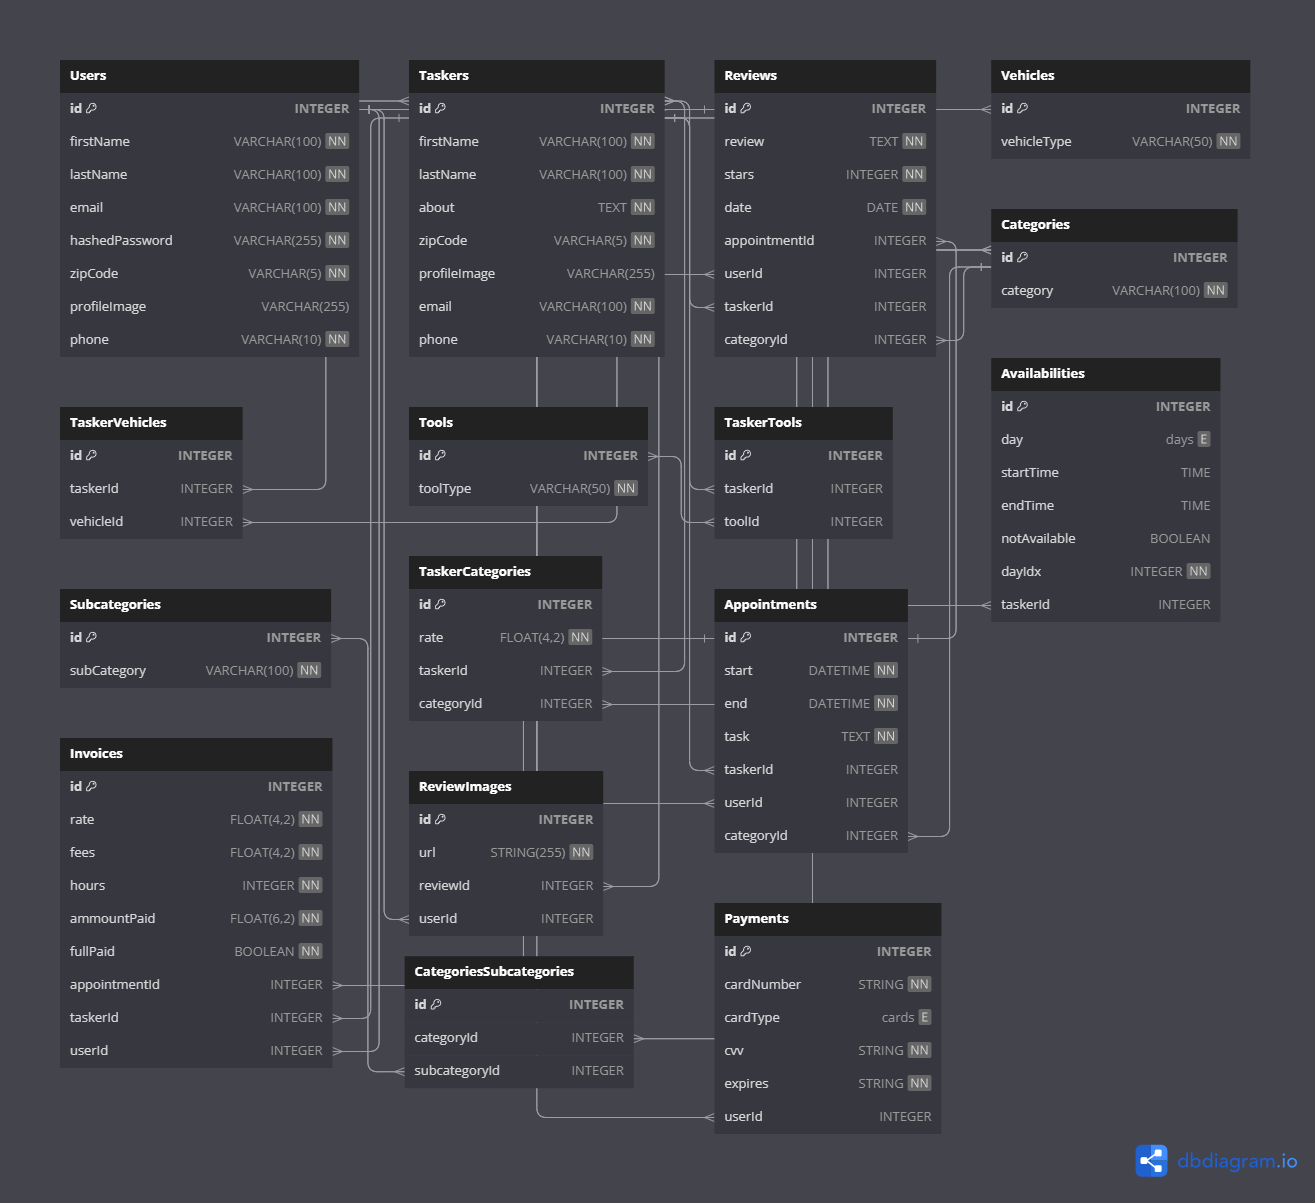 Users
id INTEGER
firstName VARCHAR(100) NN
lastName VARCHAR(100) NN
email VARCHAR(100) NN
hashedPassword VARCHAR(255) NN
zipCode VARCHAR(5) NN
profileImage VARCHAR(255)
phone VARCHAR(10) NN
Taskers
id INTEGER
firstName VARCHAR(100) NN
lastName VARCHAR(100) NN
about TEXT NN
zipCode VARCHAR(5) NN
profileImage VARCHAR(255)
email VARCHAR(100) NN
phone VARCHAR(10) NN
Reviews
id INTEGER
review TEXT NN
stars INTEGER NN
date DATE NN
appointmentId INTEGER
userId INTEGER
taskerId INTEGER
categoryId INTEGER
Vehicles
id INTEGER
vehicleType VARCHAR(50) NN
Categories
id INTEGER
category VARCHAR(100) NN
Availabilities
id INTEGER
day days E
startTime TIME
endTime TIME
notAvailable BOOLEAN
dayIdx INTEGER NN
taskerId INTEGER
TaskerVehicles
id INTEGER
taskerId INTEGER
vehicleId INTEGER
Tools
id INTEGER
toolType VARCHAR(50) NN
TaskerTools
id INTEGER
taskerId INTEGER
toolId INTEGER
Subcategories
id INTEGER
subCategory VARCHAR(100) NN
TaskerCategories
id INTEGER
rate FLOAT(4,2) NN
taskerId INTEGER
categoryId INTEGER
Appointments
id INTEGER
start DATETIME NN
end DATETIME NN
task TEXT NN
taskerId INTEGER
userId INTEGER
categoryId INTEGER
Invoices
id INTEGER
rate FLOAT(4,2) NN
fees FLOAT(4,2) NN
hours INTEGER NN
ammountPaid FLOAT(6,2) NN
fullPaid BOOLEAN NN
appointmentId INTEGER
taskerId INTEGER
userId INTEGER
ReviewImages
id INTEGER
url STRING(255) NN
reviewId INTEGER
userId INTEGER
CategoriesSubcategories
id INTEGER
categoryId INTEGER
subcategoryId INTEGER
Payments
id INTEGER
cardNumber STRING NN
cardType cards E
cvv STRING NN
expires STRING NN
userId INTEGER
dbdiagram.io